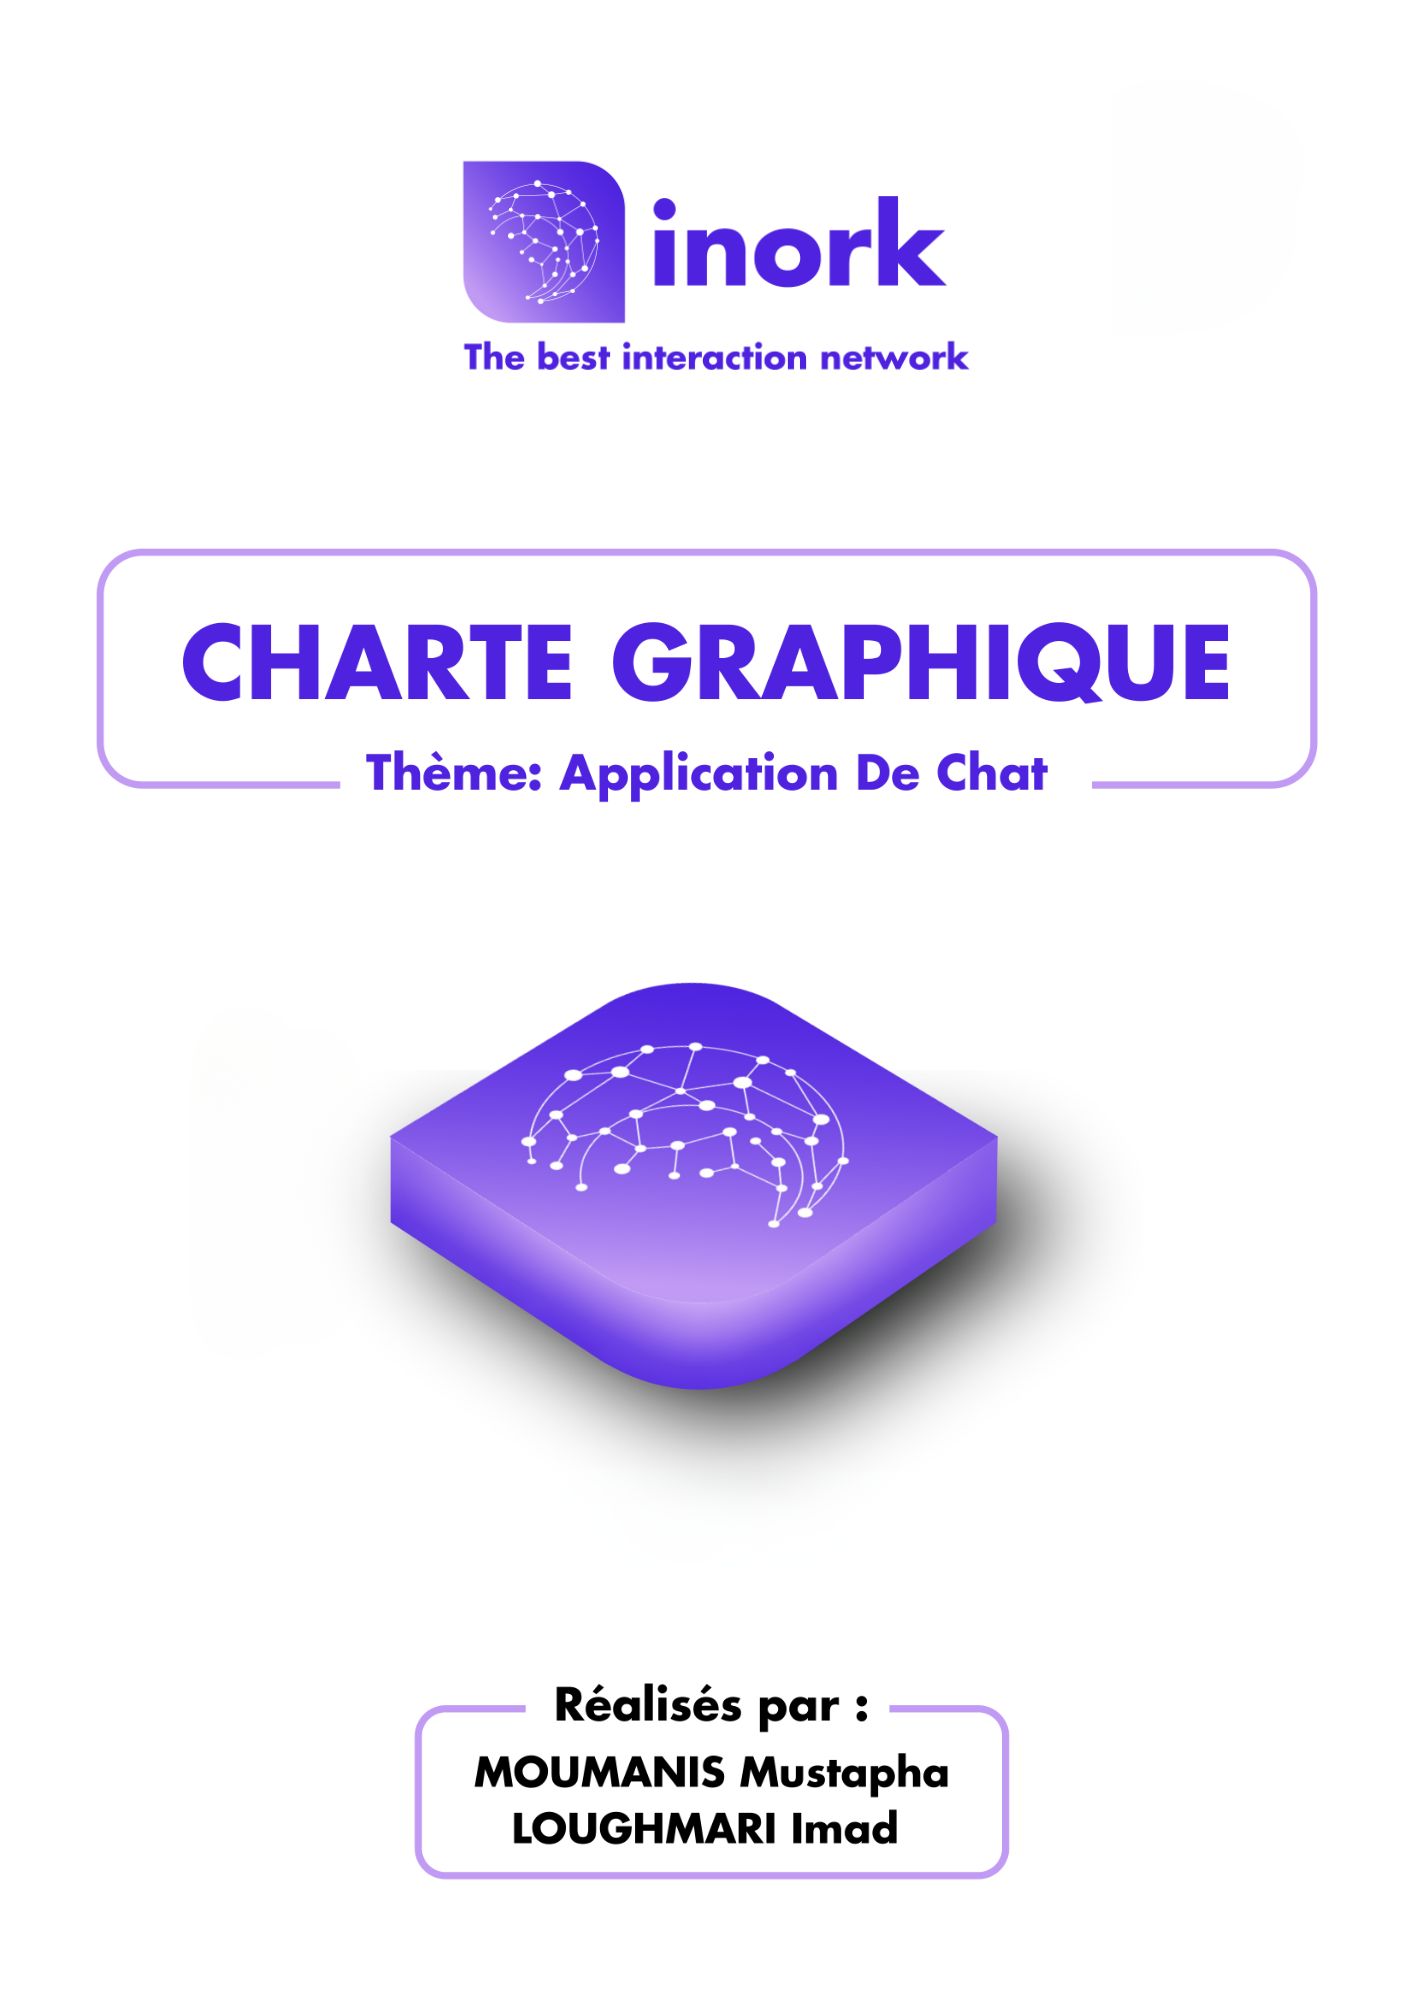 inork
The best interaction network
CHARTE GRAPHIQUE
Thème: Application De Chat
Réalisés par :
MOUMANIS Mustapha
LOUGHMARI Imad